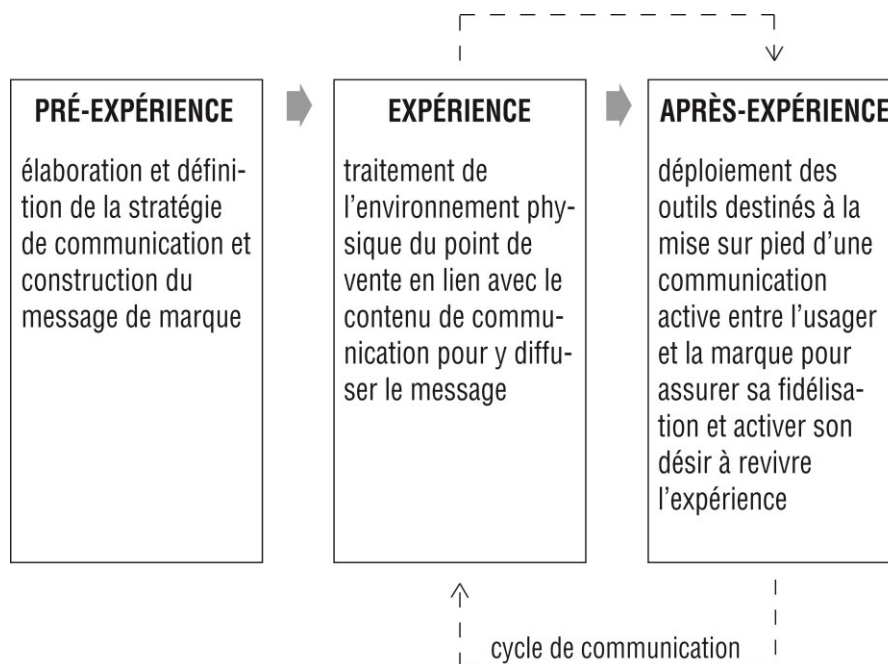 PRÉ-EXPÉRIENCE
élaboration et défini-
tion de la stratégie
de communication et
construction du
message de marque
EXPÉRIENCE
traitement de
l'environnement phy-
sique du point de
vente en lien avec le
contenu de commu-
nication pour y diffu-
ser le message
APRÈS-EXPÉRIENCE
déploiement des
outils destinés à la
mise sur pied d'une
communication
active entre l'usager
et la marque pour
assurer sa fidélisa-
tion et activer son
désir à revivre
l'expérience
cycle de communication